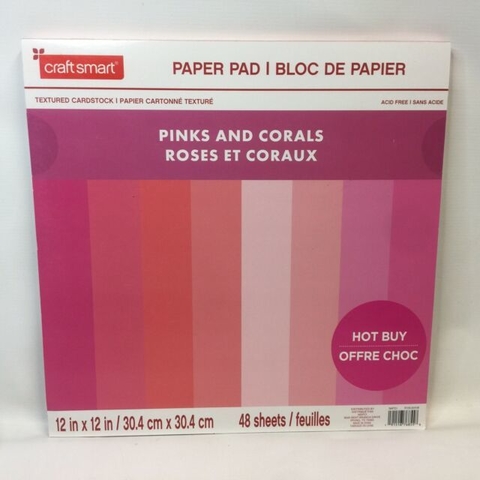 craft smart®
PAPER PAD | BLOC DE PAPIER
TEXTURED CARDSTOCK | PAPIER CARTONNÉ TEXTURÉ
ACID FREE | SANS ACIDE
PINKS AND CORALS
ROSES ET CORAUX
HOT BUY
OFFRE CHOC
12 in x 12 in / 30.4 cm x 30.4 cm
48 sheets / feuilles